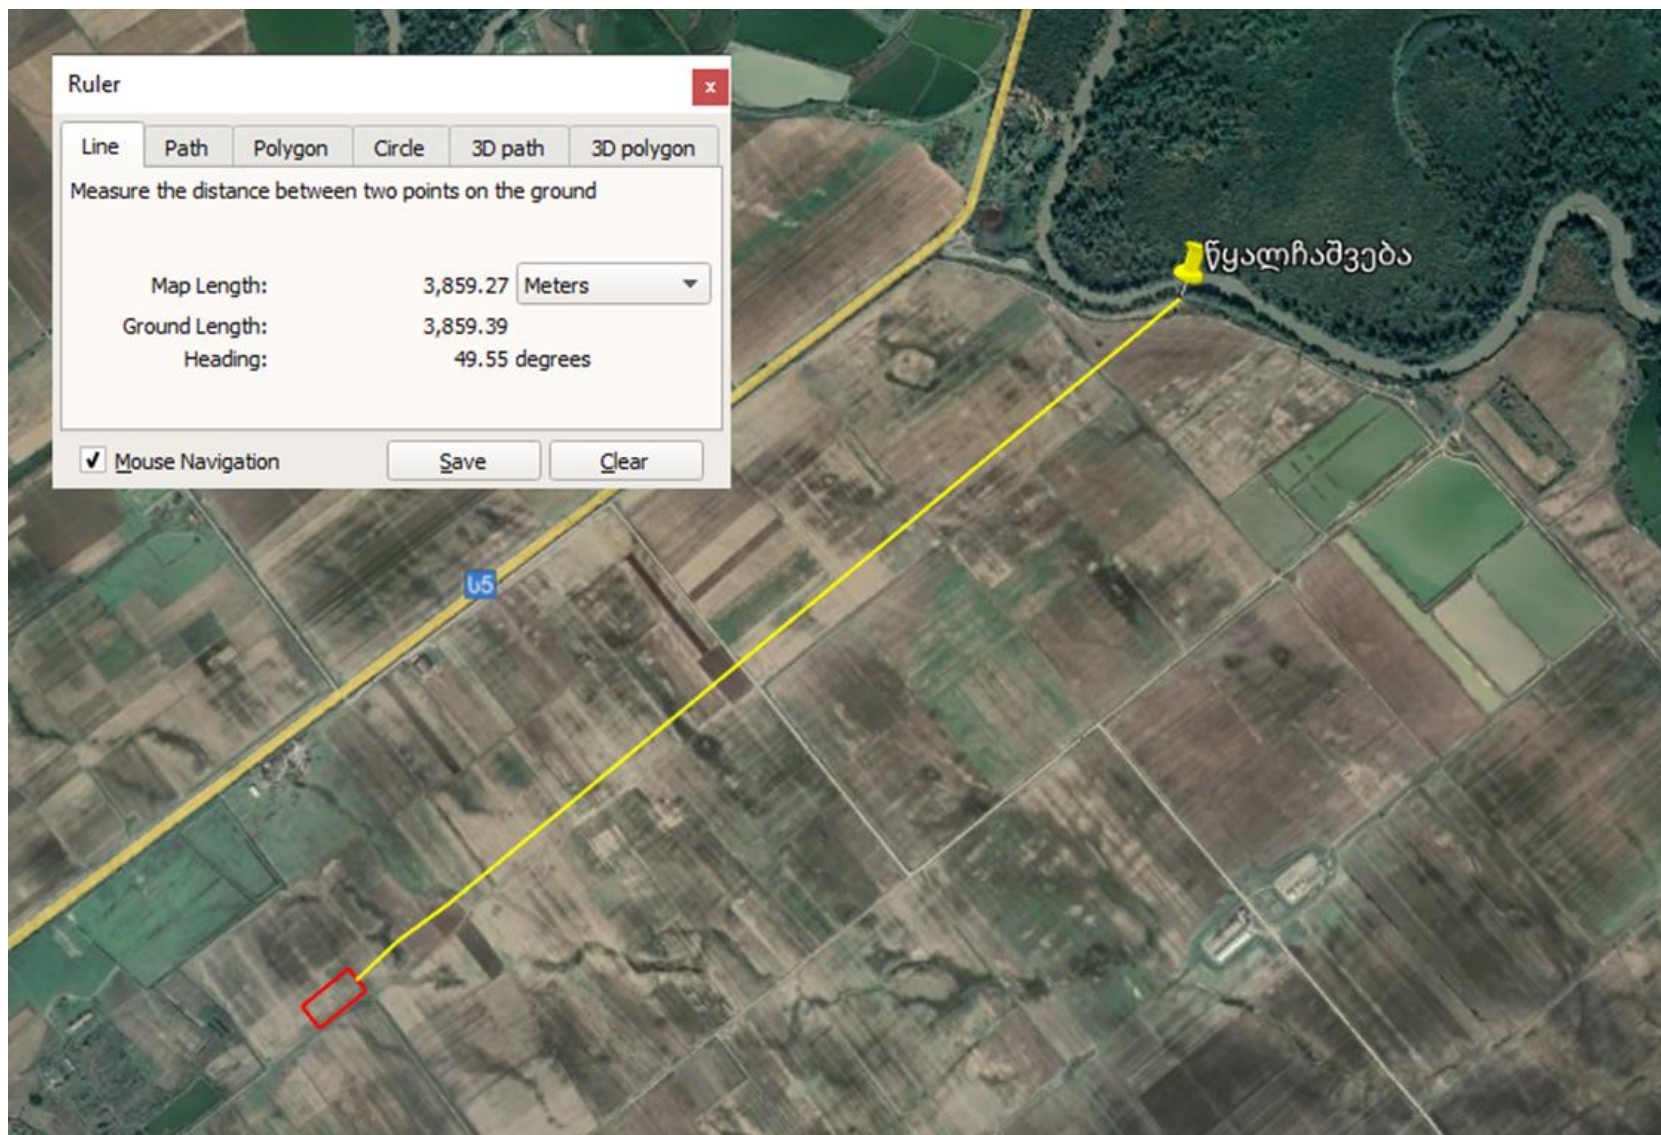 Ruler
x
Line Path Polygon Circle 3D path 3D polygon
Measure the distance between two points on the ground
Map Length: 3,859.27 Meters
Ground Length: 3,859.39
Heading: 49.55 degrees
Mouse Navigation Save Clear
წყალჩაშვება
ს5